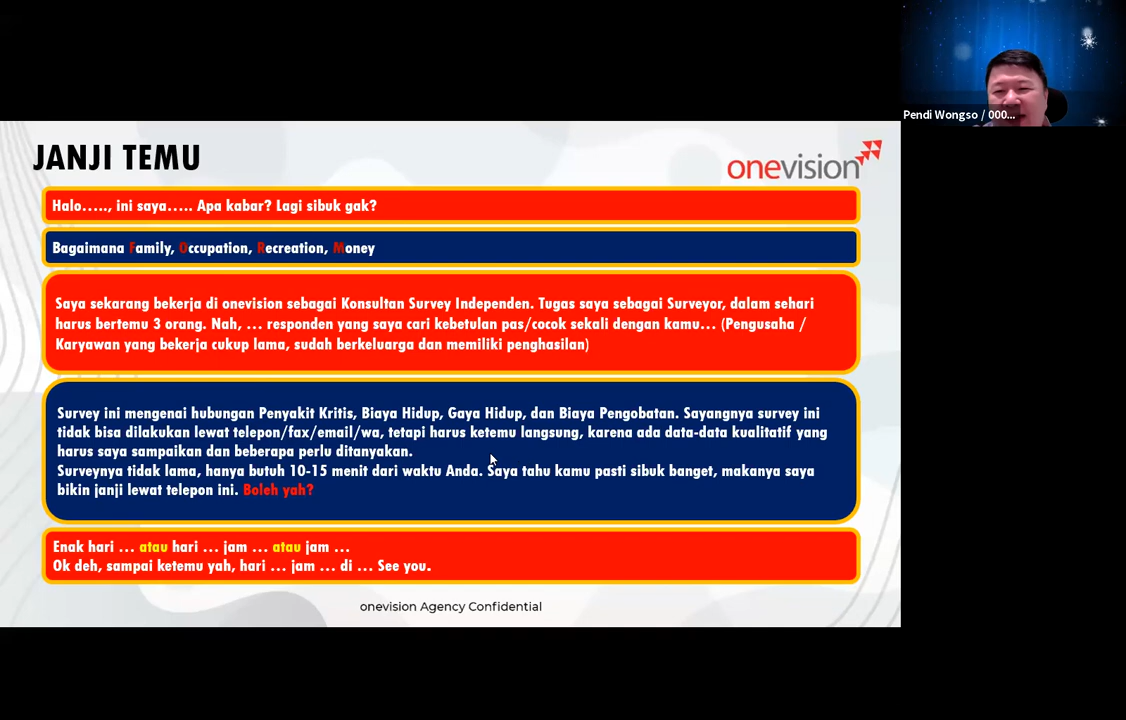 Pendi Wongso / 000...
JANJI TEMU
onevision
Halo....., ini saya..... Apa kabar? Lagi sibuk gak?
Bagaimana Family, Occupation, Recreation, Money
Saya sekarang bekerja di onevision sebagai Konsultan Survey Independen. Tugas saya sebagai Surveyor, dalam sehari
harus bertemu 3 orang. Nah, ... responden yang saya cari kebetulan pas/cocok sekali dengan kamu... (Pengusaha /
Karyawan yang bekerja cukup lama, sudah berkeluarga dan memiliki penghasilan)
Survey ini mengenai hubungan Penyakit Kritis, Biaya Hidup, Gaya Hidup, dan Biaya Pengobatan. Sayangnya survey ini
tidak bisa dilakukan lewat telepon/fax/email/wa, tetapi harus ketemu langsung, karena ada data-data kualitatif yang
harus saya sampaikan dan beberapa perlu ditanyakan.
Surveynya tidak lama, hanya butuh 10-15 menit dari waktu Anda. Saya tahu kamu pasti sibuk banget, makanya saya
bikin janji lewat telepon ini. Boleh yah?
Enak hari ... atau hari ... jam ... atau jam ...
Ok deh, sampai ketemu yah, hari ... jam ... di ... See you.
onevision Agency Confidential